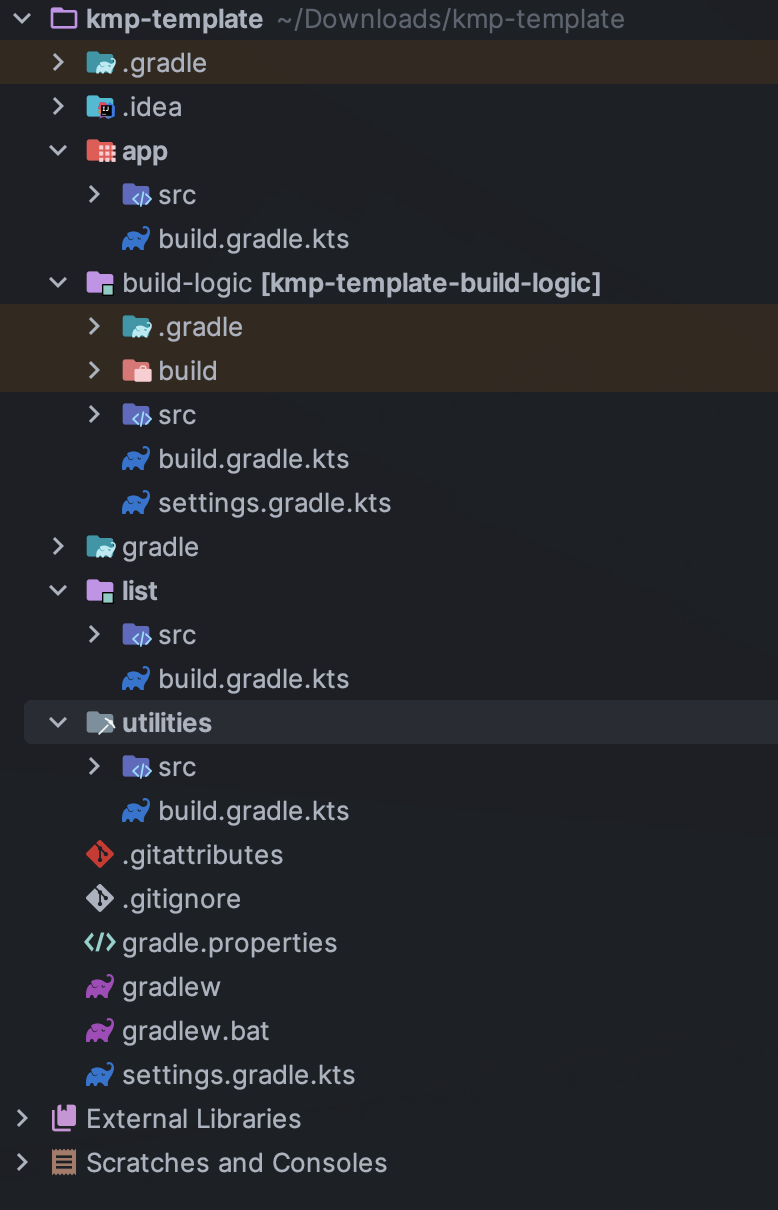 kmp-template ~/Downloads/kmp-template
.gradle
.idea
app
src
build.gradle.kts
build-logic [kmp-template-build-logic]
.gradle
build
src
build.gradle.kts
settings.gradle.kts
gradle
list
src
build.gradle.kts
utilities
src
build.gradle.kts
.gitattributes
.gitignore
gradle.properties
gradlew
gradlew.bat
settings.gradle.kts
External Libraries
Scratches and Consoles